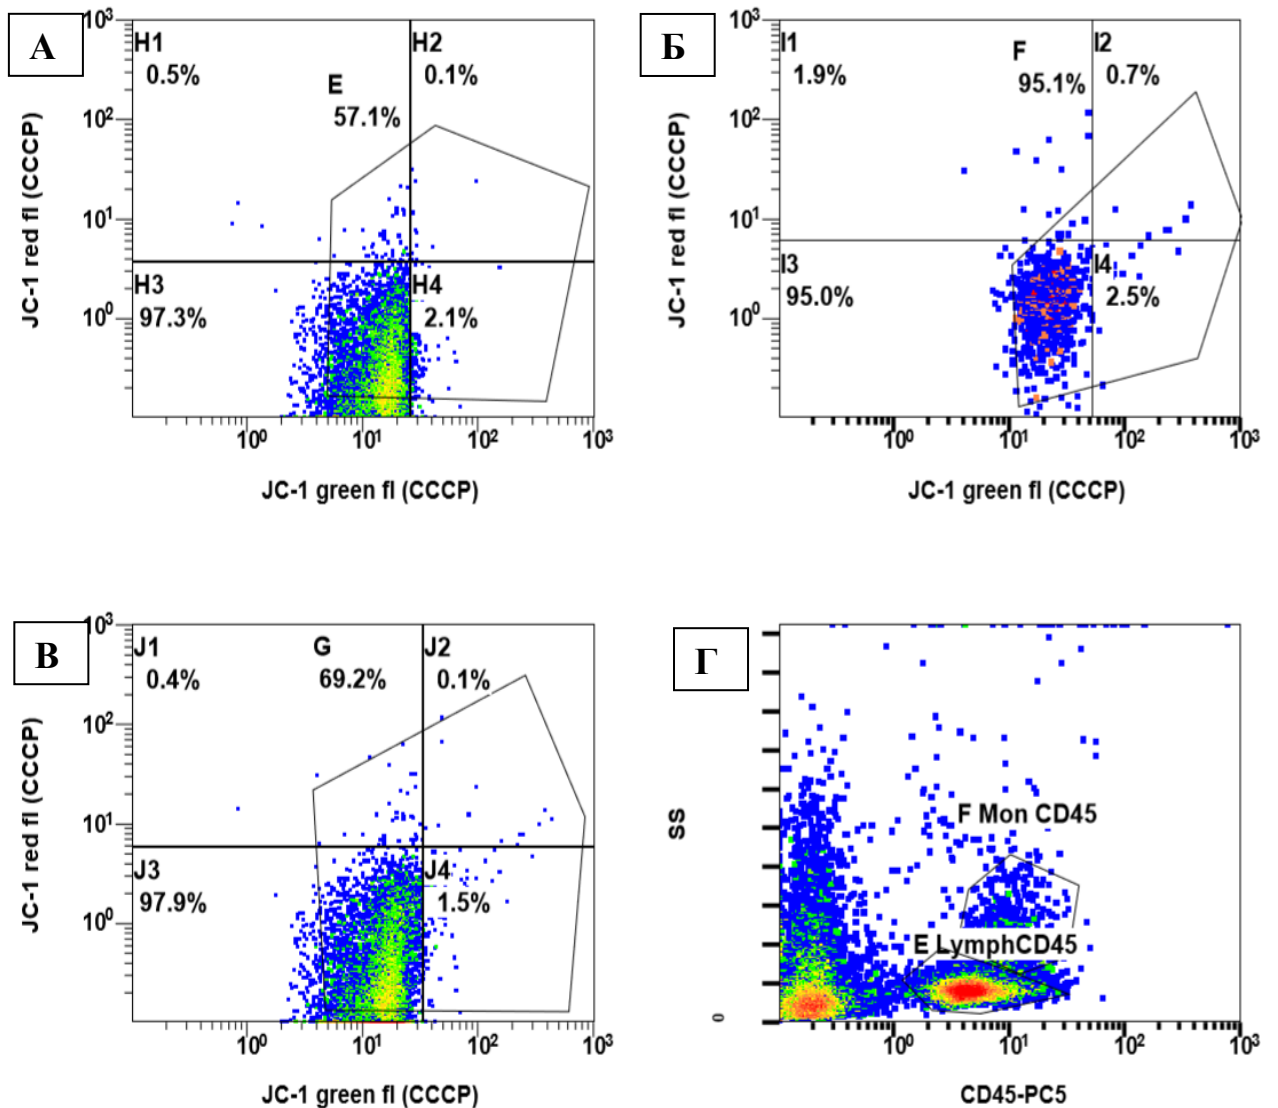 А
10³
H1
0.5%
H2
0.1%
E
57.1%
10²
10¹
H3
97.3%
H4
2.1%
10⁰
JC-1 red fl (CCCP)
10⁰ 10¹ 10² 10³
JC-1 green fl (CCCP)
Б
10³
I1
1.9%
F
95.1%
I2
0.7%
10²
10¹
I3
95.0%
I4
2.5%
10⁰
JC-1 red fl (CCCP)
10⁰ 10¹ 10² 10³
JC-1 green fl (CCCP)
В
10³
J1
0.4%
G
69.2%
J2
0.1%
10²
10¹
J3
97.9%
J4
1.5%
10⁰
JC-1 red fl (CCCP)
10⁰ 10¹ 10² 10³
JC-1 green fl (CCCP)
Г
F Mon CD45
E LymphCD45
SS
0
10⁰ 10¹ 10² 10³
CD45-PC5